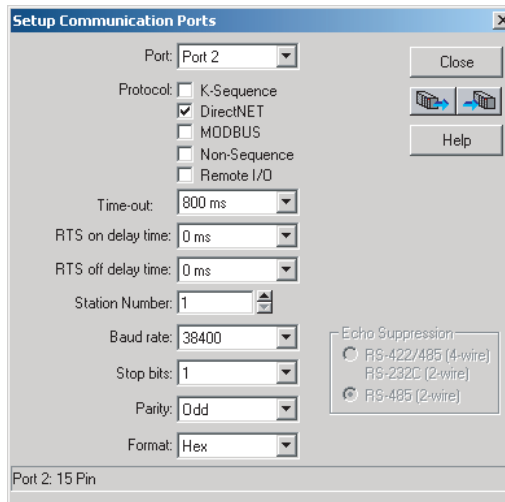 Setup Communication Ports
Port: Port 2
Close
Protocol: K-Sequence
DirectNET
MODBUS
Non-Sequence
Remote I/O
Help
Time-out: 800 ms
RTS on delay time: 0 ms
RTS off delay time: 0 ms
Station Number: 1
Baud rate: 38400
Stop bits: 1
Parity: Odd
Format: Hex
Echo Suppression
RS-422/485 (4-wire)
RS-232C (2-wire)
RS-485 (2-wire)
Port 2: 15 Pin